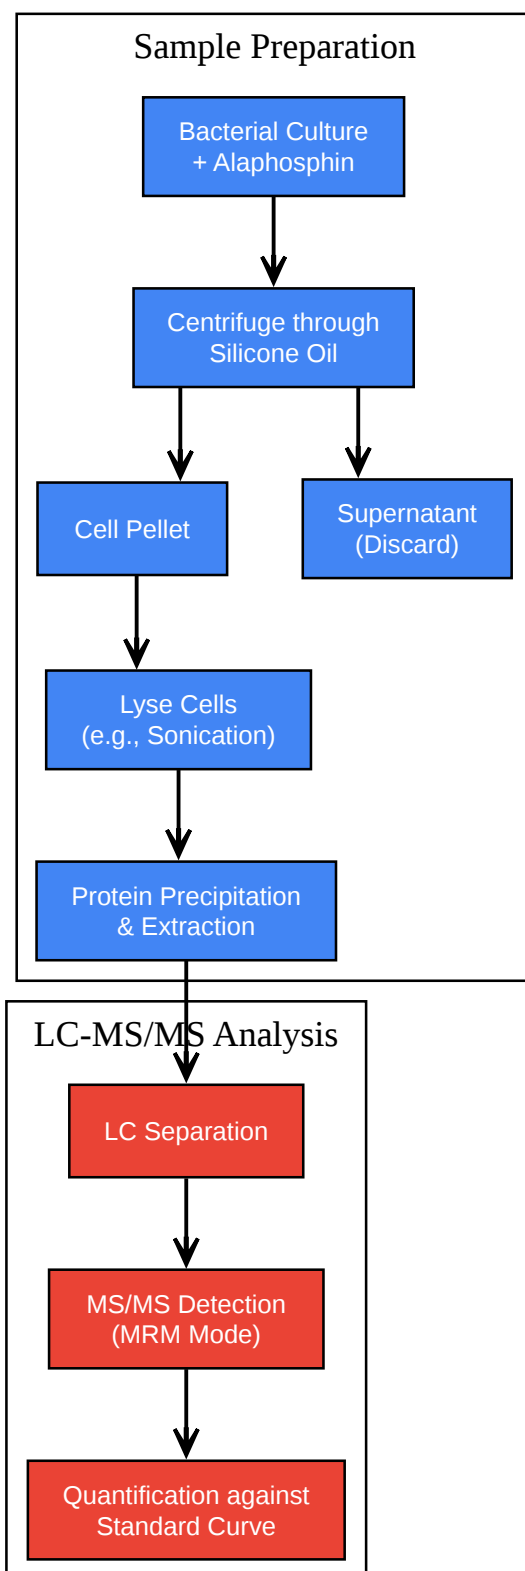 Sample Preparation
Bacterial Culture
+ Alaphosphin
Centrifuge through
Silicone Oil
Cell Pellet
Supernatant
(Discard)
Lyse Cells
(e.g., Sonication)
Protein Precipitation
& Extraction
LC-MS/MS Analysis
LC Separation
MS/MS Detection
(MRM Mode)
Quantification against
Standard Curve